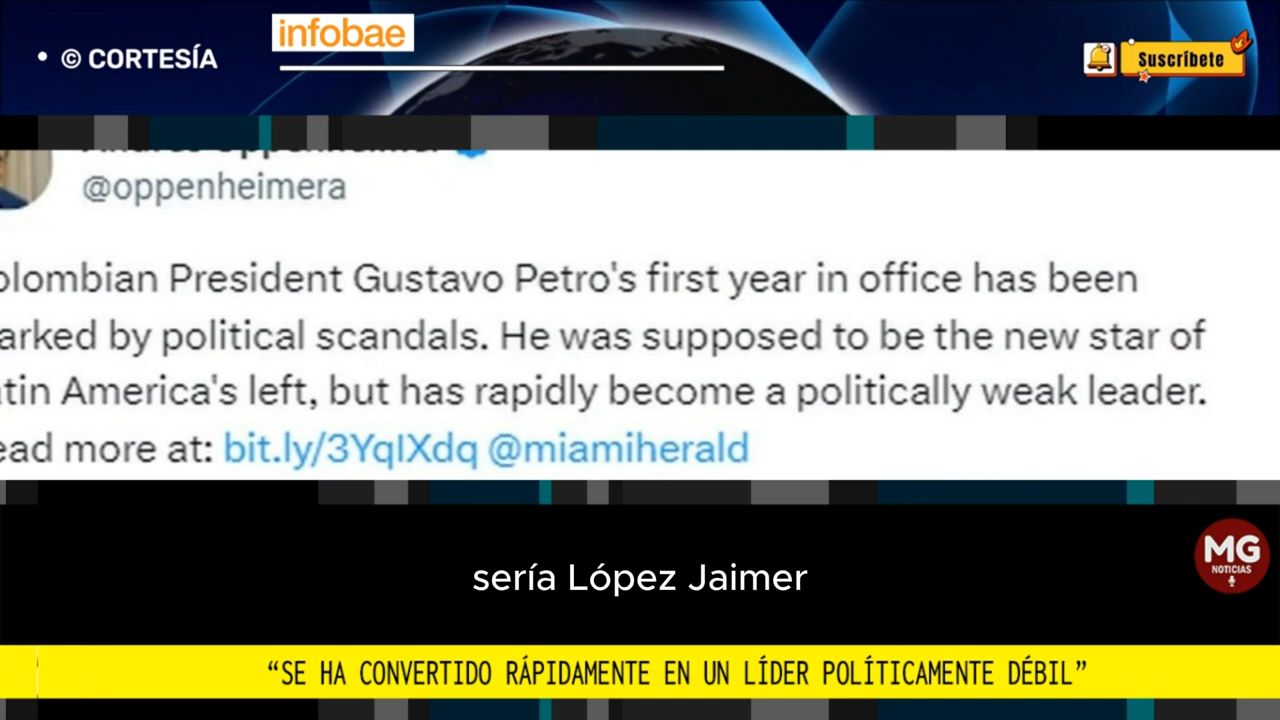 infobae
• © CORTESÍA
Suscríbete
@oppenheimera
olombian President Gustavo Petro's first year in office has been
arked by political scandals. He was supposed to be the new star of
tin America's left, but has rapidly become a politically weak leader.
ead more at: bit.ly/3YqIXdq @miamiherald
sería López Jaimer
MG
NOTICIAS
“SE HA CONVERTIDO RÁPIDAMENTE EN UN LÍDER POLÍTICAMENTE DÉBIL”